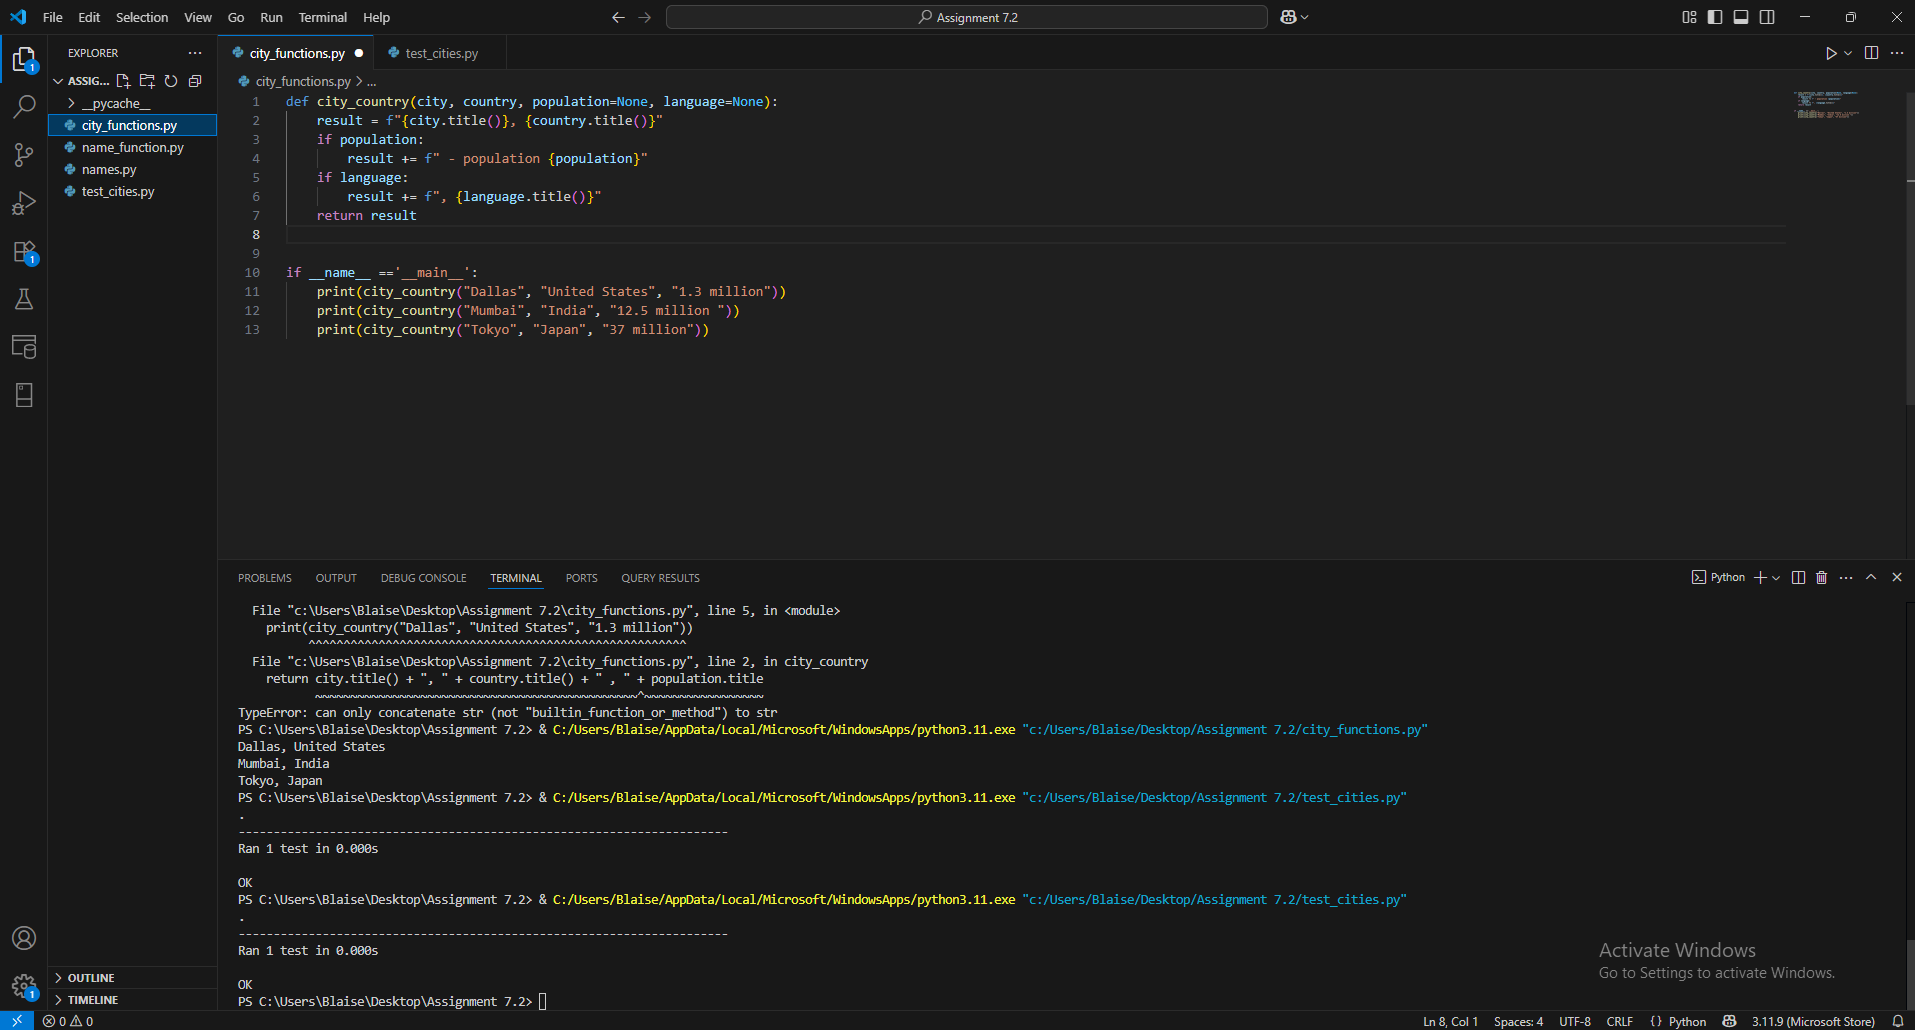 File Edit Selection View Go Run Terminal Help
Assignment 7.2
EXPLORER
ASSIG...
__pycache__
city_functions.py
name_function.py
names.py
test_cities.py
OUTLINE
TIMELINE
city_functions.py
test_cities.py
city_functions.py > ...
1 def city_country(city, country, population=None, language=None):
2 result = f"{city.title()}, {country.title()}"
3 if population:
4 result += f" - population {population}"
5 if language:
6 result += f", {language.title()}"
7 return result
8
9
10 if __name__ =='__main__':
11 print(city_country("Dallas", "United States", "1.3 million"))
12 print(city_country("Mumbai", "India", "12.5 million "))
13 print(city_country("Tokyo", "Japan", "37 million"))
PROBLEMS OUTPUT DEBUG CONSOLE TERMINAL PORTS QUERY RESULTS
Python
File "c:\Users\Blaise\Desktop\Assignment 7.2\city_functions.py", line 5, in <module>
print(city_country("Dallas", "United States", "1.3 million"))
^^^^^^^^^^^^^^^^^^^^^^^^^^^^^^^^^^^^^^^^^^^^^^^^^^^^^^
File "c:\Users\Blaise\Desktop\Assignment 7.2\city_functions.py", line 2, in city_country
return city.title() + ", " + country.title() + " , " + population.title
~~~~~~~~~~~~~~~~~~~~~~~~~~~~~~~~~~~~~~~~~~~~~~^~~~~~~~~~~~~~~~~~
TypeError: can only concatenate str (not "builtin_function_or_method") to str
PS C:\Users\Blaise\Desktop\Assignment 7.2> & C:/Users/Blaise/AppData/Local/Microsoft/WindowsApps/python3.11.exe "c:/Users/Blaise/Desktop/Assignment 7.2/city_functions.py"
Dallas, United States
Mumbai, India
Tokyo, Japan
PS C:\Users\Blaise\Desktop\Assignment 7.2> & C:/Users/Blaise/AppData/Local/Microsoft/WindowsApps/python3.11.exe "c:/Users/Blaise/Desktop/Assignment 7.2/test_cities.py"
.
----------------------------------------------------------------------
Ran 1 test in 0.000s
OK
PS C:\Users\Blaise\Desktop\Assignment 7.2> & C:/Users/Blaise/AppData/Local/Microsoft/WindowsApps/python3.11.exe "c:/Users/Blaise/Desktop/Assignment 7.2/test_cities.py"
.
----------------------------------------------------------------------
Ran 1 test in 0.000s
OK
PS C:\Users\Blaise\Desktop\Assignment 7.2>
Activate Windows
Go to Settings to activate Windows.
0 0
Ln 8, Col 1 Spaces: 4 UTF-8 CRLF {} Python 3.11.9 (Microsoft Store)